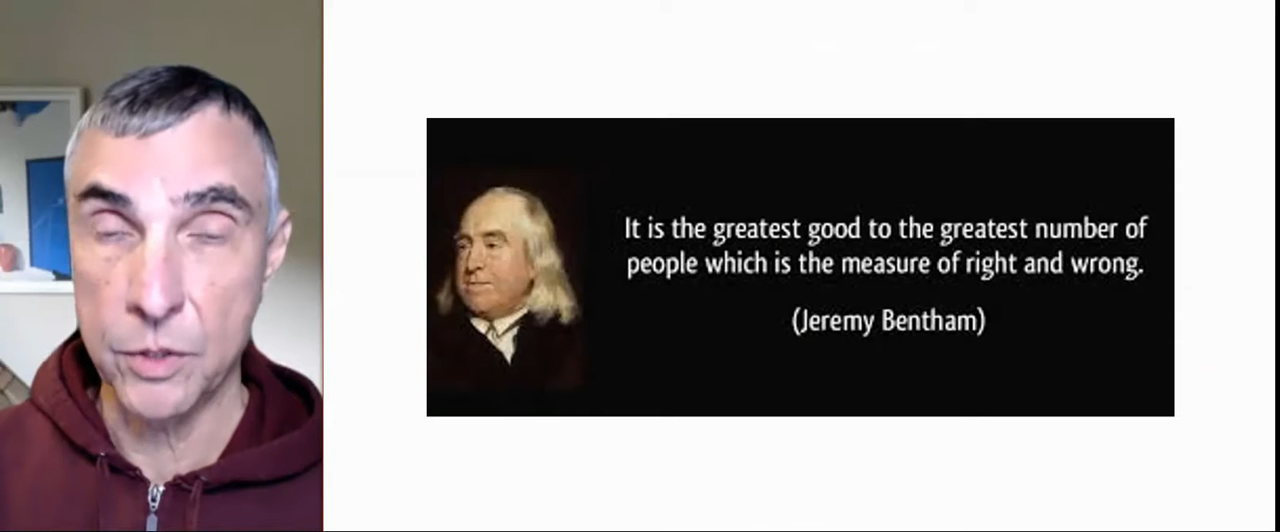 It is the greatest good to the greatest number of
people which is the measure of right and wrong.
(Jeremy Bentham)